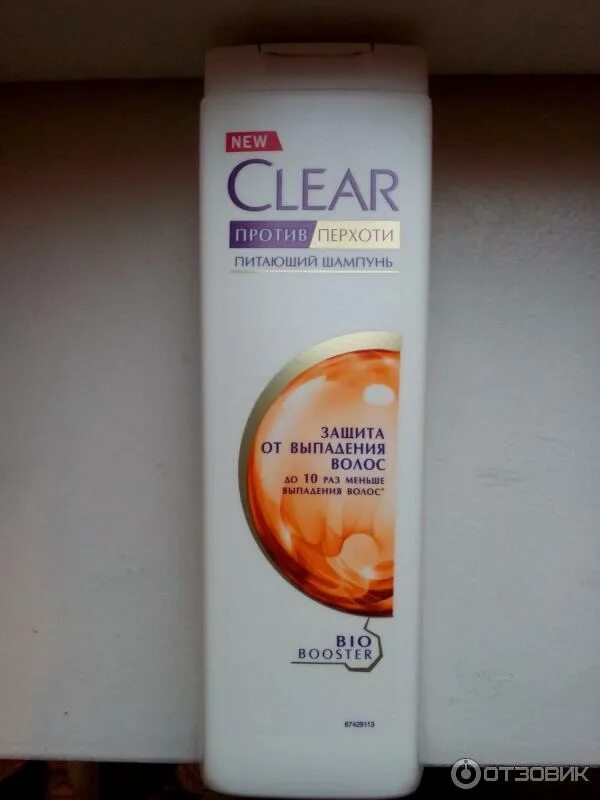 NEW
CLEAR
ПРОТИВ ПЕРХОТИ
ПИТАЮЩИЙ ШАМПУНЬ
ЗАЩИТА
ОТ ВЫПАДЕНИЯ
ВОЛОС
ДО 10 РАЗ МЕНЬШЕ
ВЫПАДЕНИЯ ВОЛОС*
BIO
BOOSTER
67429113
ОТЗОВИК